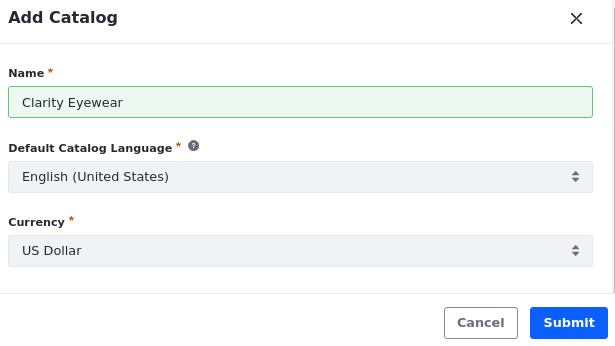 Add Catalog
Name *
Clarity Eyewear
Default Catalog Language * ?
English (United States)
Currency *
US Dollar
Cancel Submit